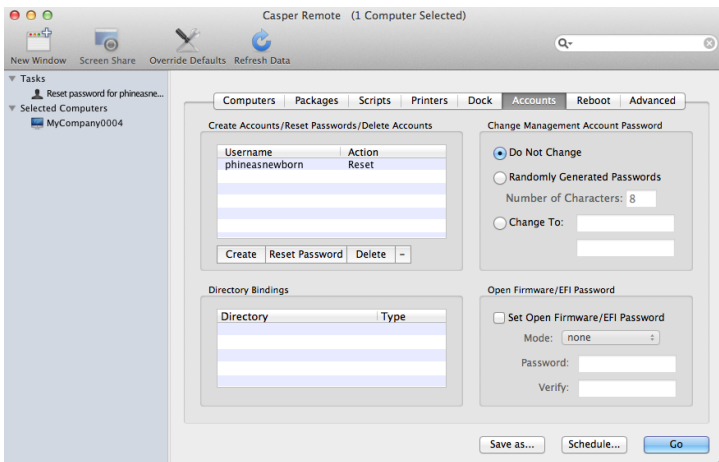 Casper Remote (1 Computer Selected)
New Window Screen Share Override Defaults Refresh Data
Tasks
Reset password for phineasne...
Selected Computers
MyCompany0004
Computers Packages Scripts Printers Dock Accounts Reboot Advanced
Create Accounts/Reset Passwords/Delete Accounts
Username Action
phineasnewborn Reset
Create Reset Password Delete –
Change Management Account Password
Do Not Change
Randomly Generated Passwords
Number of Characters: 8
Change To:
Directory Bindings
Directory Type
Open Firmware/EFI Password
Set Open Firmware/EFI Password
Mode: none
Password:
Verify:
Save as... Schedule... Go